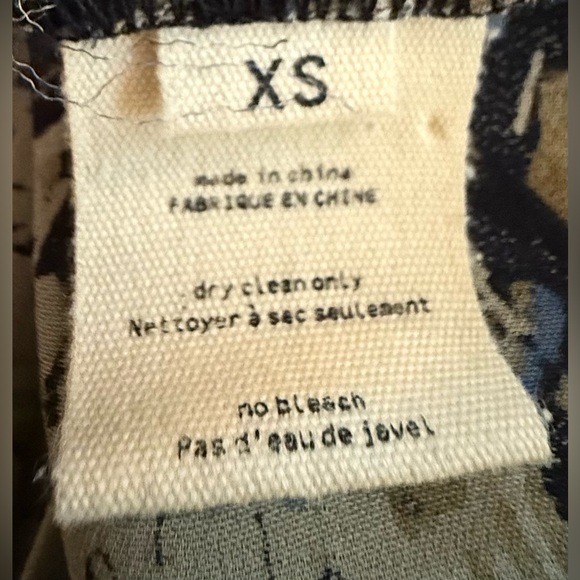 XS
made in china
FABRIQUE EN CHINE
dry clean only
Nettoyer à sec seulement
no bleach
Pas d'eau de javel